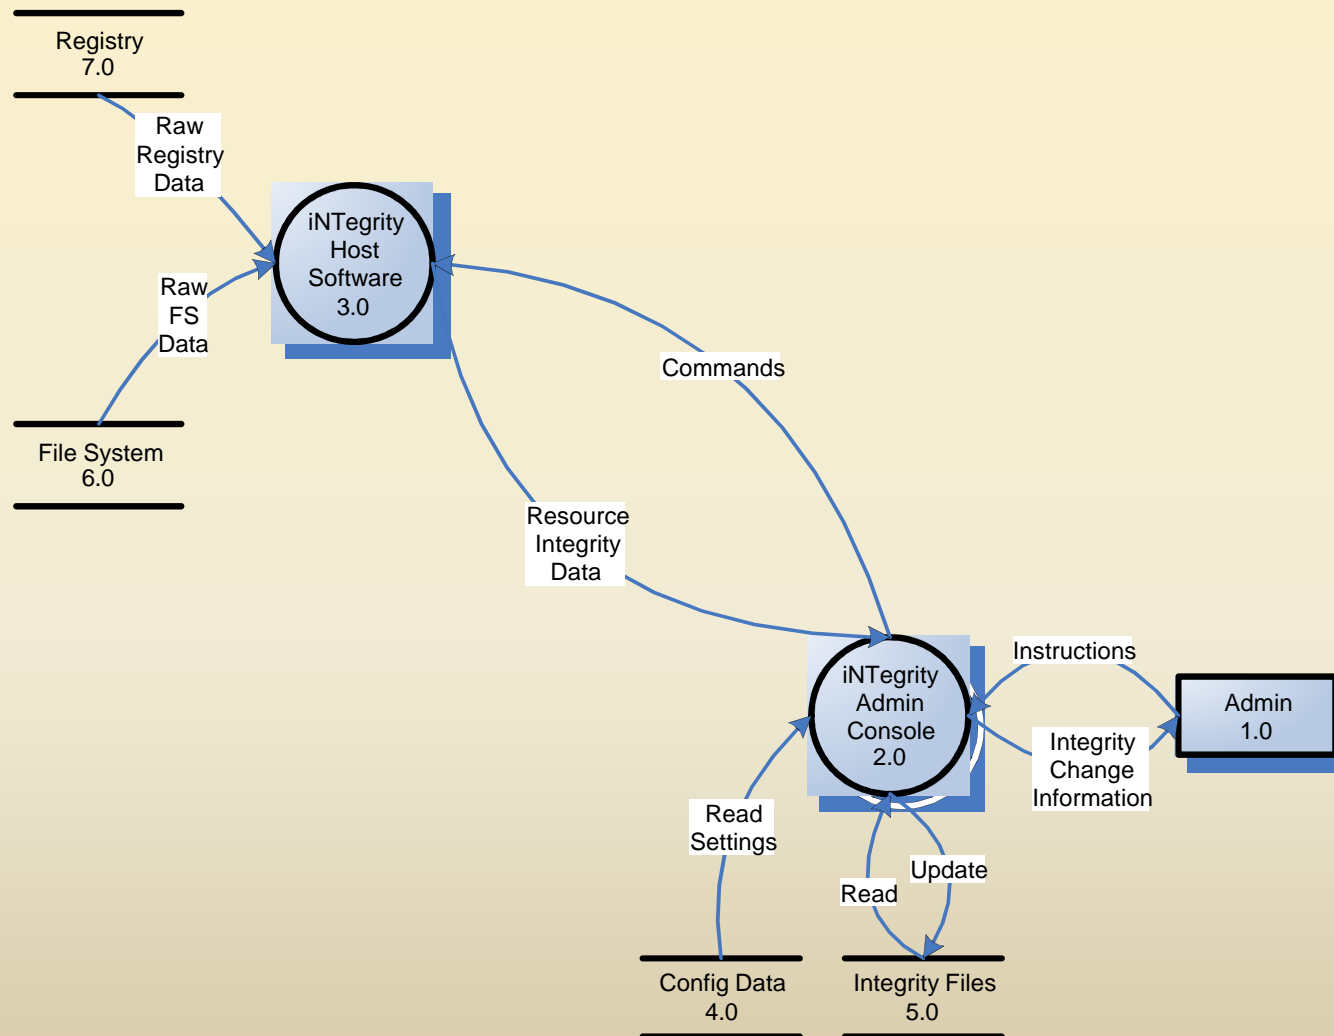 Registry
7.0
Raw
Registry
Data
iNTegrity
Host
Software
3.0
Raw
FS
Data
Commands
File System
6.0
Resource
Integrity
Data
Instructions
iNTegrity
Admin
Console
2.0
Admin
1.0
Integrity
Change
Information
Read
Settings
Update
Read
Config Data
4.0
Integrity Files
5.0